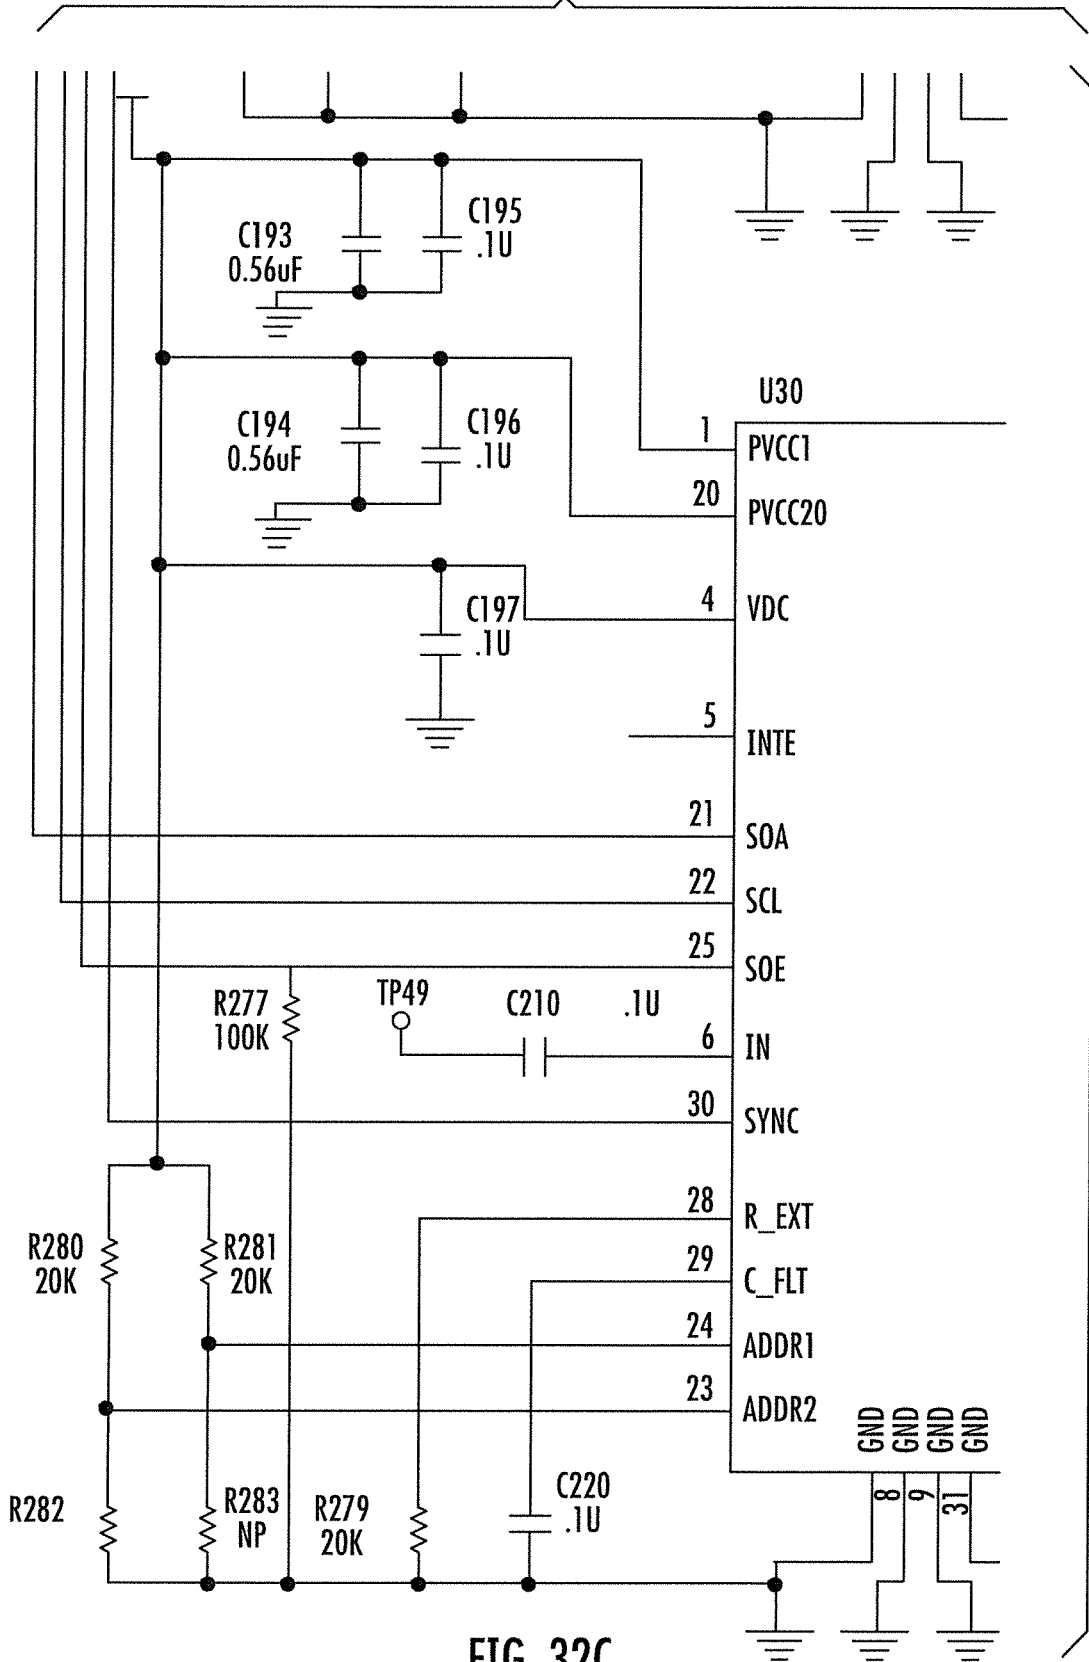 C195
.1U
C193
0.56uF
U30
C194
0.56uF
C196
.1U
1
PVCC1
20
PVCC20
C197
.1U
4
VDC
5
INTE
21
SOA
22
SCL
25
SOE
R277
100K
TP49
C210
.1U
6
IN
30
SYNC
28
R_EXT
R280
20K
R281
20K
29
C_FLT
24
ADDR1
23
ADDR2
GND
GND
GND
GND
8
9
31
R282
R283
NP
R279
20K
C220
.1U
FIG. 32C